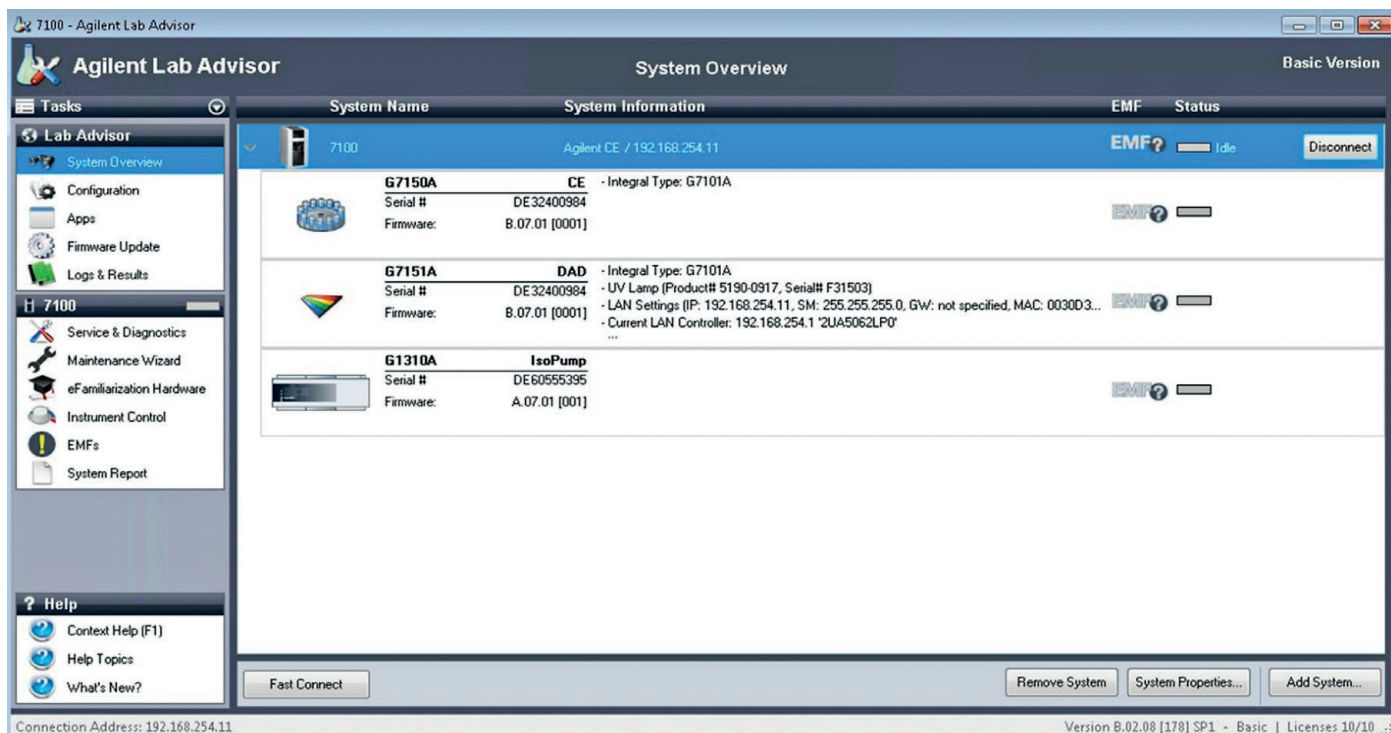 7100 - Agilent Lab Advisor
Agilent Lab Advisor
System Overview
Basic Version
Tasks
System Name System Information EMF Status
Lab Advisor
System Overview
Configuration
Apps
Firmware Update
Logs & Results
7100
Service & Diagnostics
Maintenance Wizard
eFamiliarization Hardware
Instrument Control
EMFs
System Report
? Help
Context Help (F1)
Help Topics
What's New?
7100 Agilent CE / 192.168.254.11 EMF? Idle Disconnect
G7150A CE - Integral Type: G7101A
Serial # DE32400984
Firmware: B.07.01 [0001]
EMF?
G7151A DAD - Integral Type: G7101A
Serial # DE32400984 - UV Lamp (Product# 5190-0917, Serial# F31503)
Firmware: B.07.01 [0001] - LAN Settings (IP: 192.168.254.11, SM: 255.255.255.0, GW: not specified, MAC: 0030D3...
- Current LAN Controller: 192.168.254.1 '2UA5062LP0'
...
EMF?
G1310A IsoPump
Serial # DE60555395
Firmware: A.07.01 [001]
EMF?
Fast Connect Remove System System Properties... Add System...
Connection Address: 192.168.254.11 Version B.02.08 [178] SP1 - Basic | Licenses 10/10